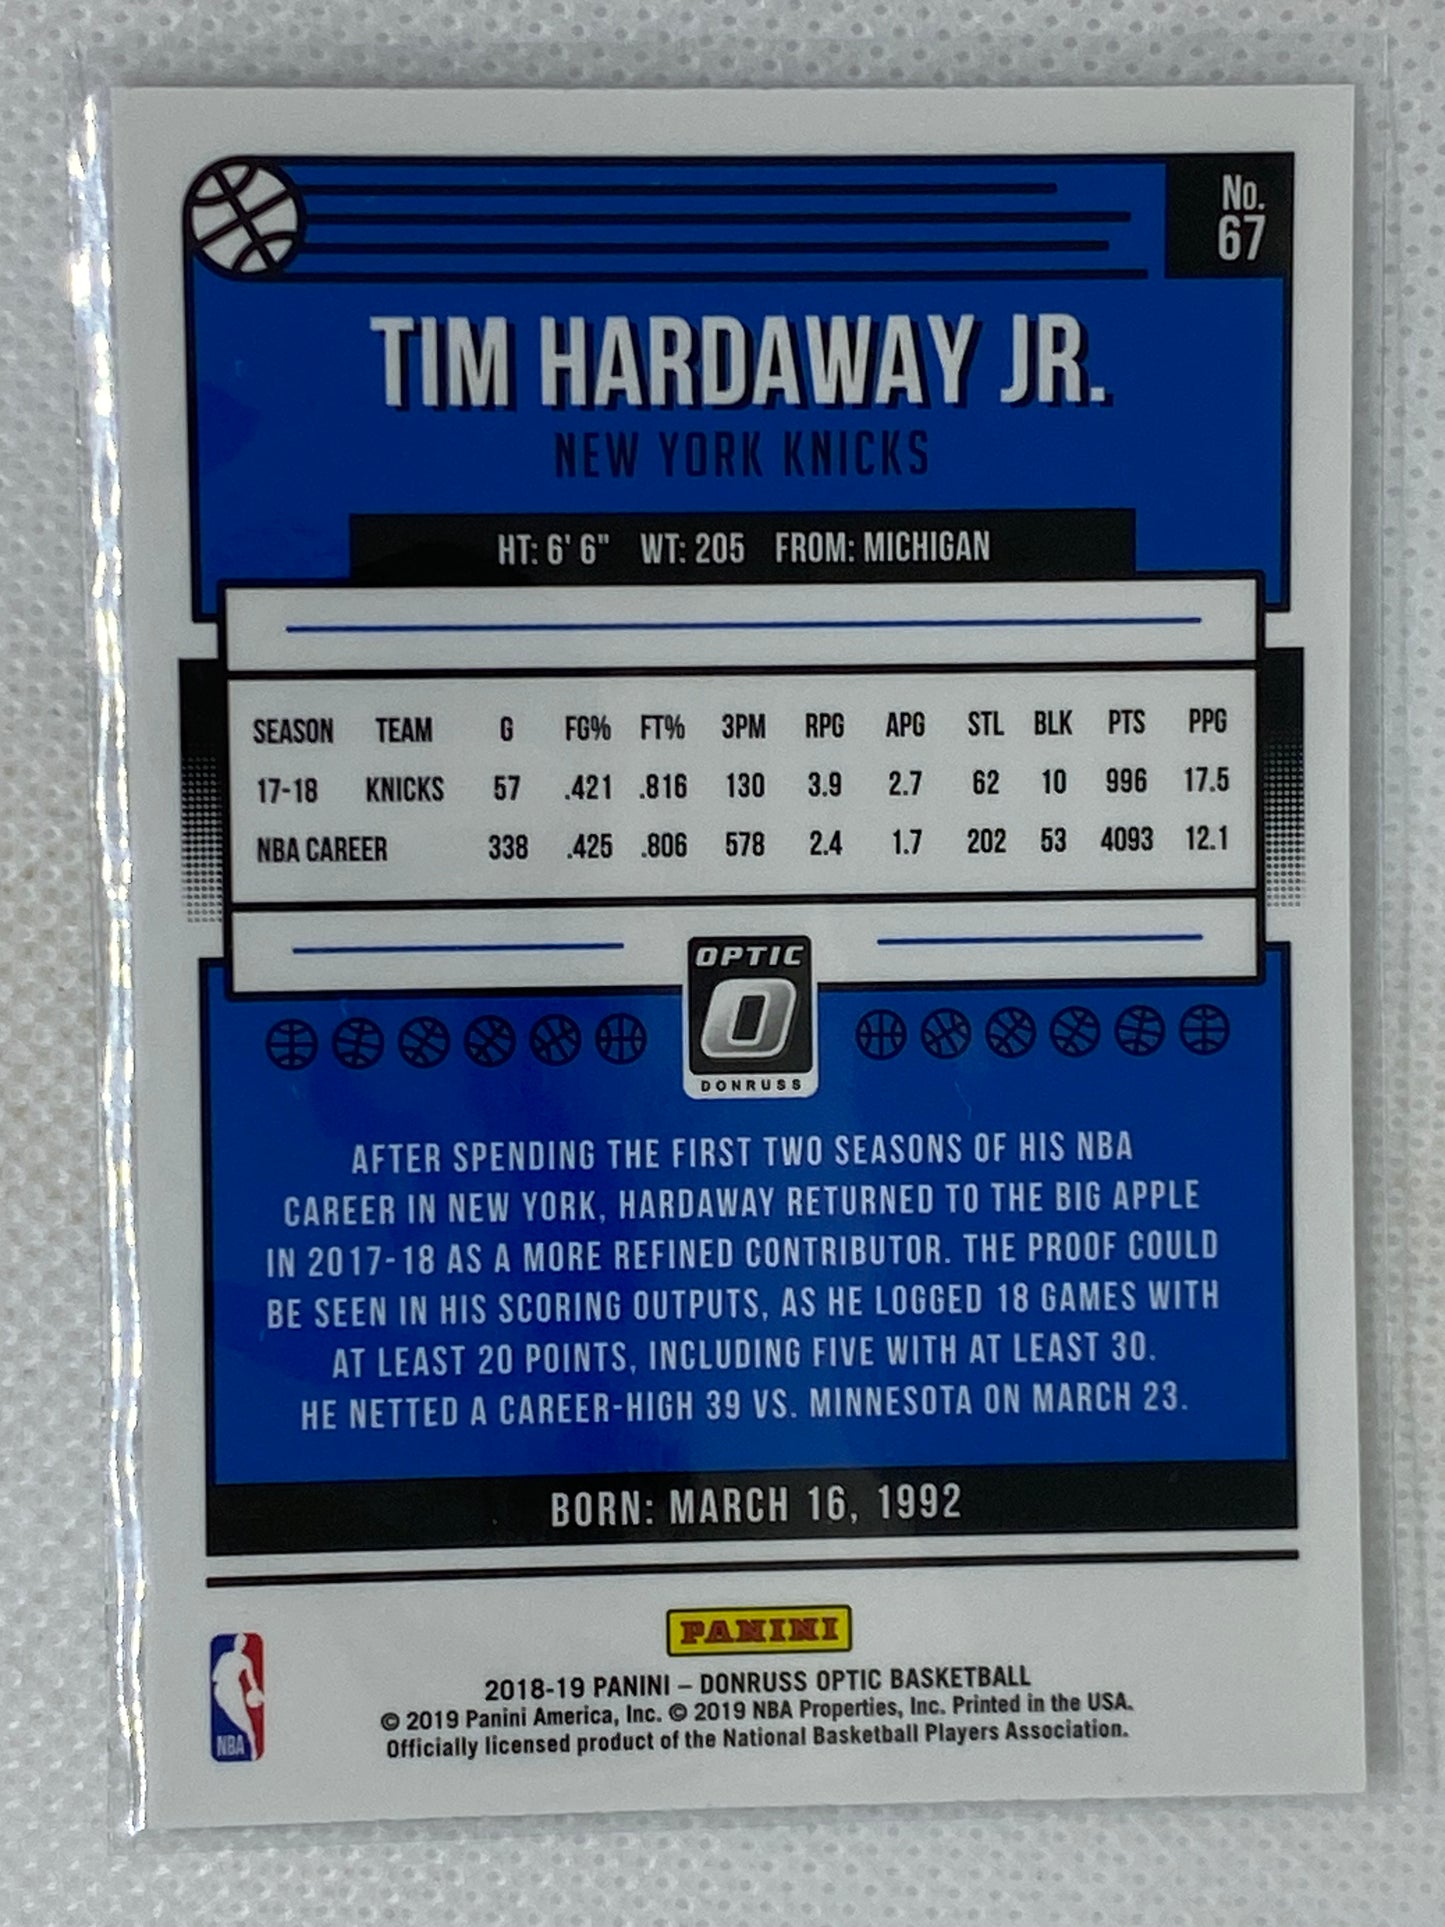 No.
67
TIM HARDAWAY JR.
NEW YORK KNICKS
HT: 6' 6" WT: 205 FROM: MICHIGAN
SEASON TEAM G FG% FT% 3PM RPG APG STL BLK PTS PPG
17-18 KNICKS 57 .421 .816 130 3.9 2.7 62 10 996 17.5
NBA CAREER 338 .425 .806 578 2.4 1.7 202 53 4093 12.1
OPTIC
O
DONRUSS
AFTER SPENDING THE FIRST TWO SEASONS OF HIS NBA
CAREER IN NEW YORK, HARDAWAY RETURNED TO THE BIG APPLE
IN 2017-18 AS A MORE REFINED CONTRIBUTOR. THE PROOF COULD
BE SEEN IN HIS SCORING OUTPUTS, AS HE LOGGED 18 GAMES WITH
AT LEAST 20 POINTS, INCLUDING FIVE WITH AT LEAST 30.
HE NETTED A CAREER-HIGH 39 VS. MINNESOTA ON MARCH 23.
BORN: MARCH 16, 1992
PANINI
2018-19 PANINI – DONRUSS OPTIC BASKETBALL
© 2019 Panini America, Inc. © 2019 NBA Properties, Inc. Printed in the USA.
Officially licensed product of the National Basketball Players Association.
NBA